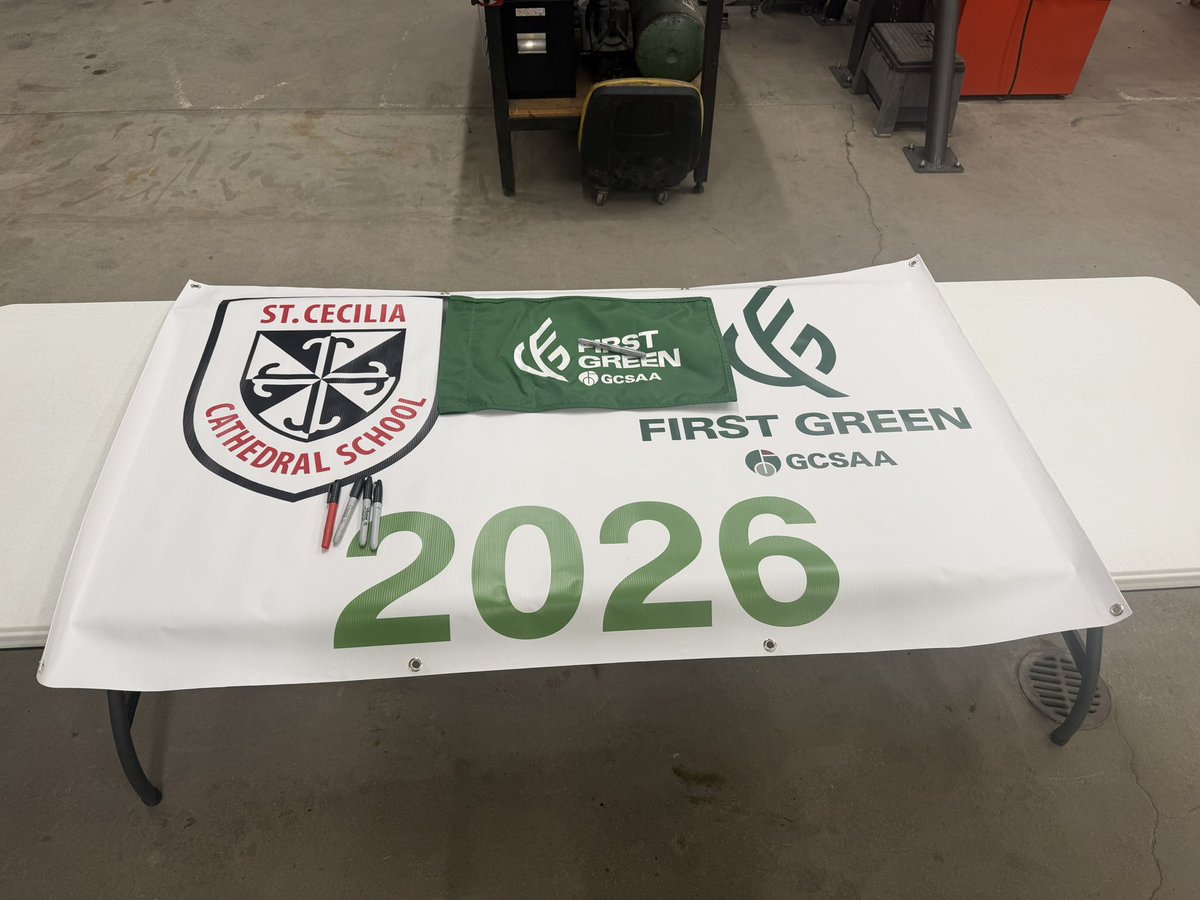 ST. CECILIA
CATHEDRAL SCHOOL
FIRST
GREEN
GCSAA
FIRST GREEN
GCSAA
2026